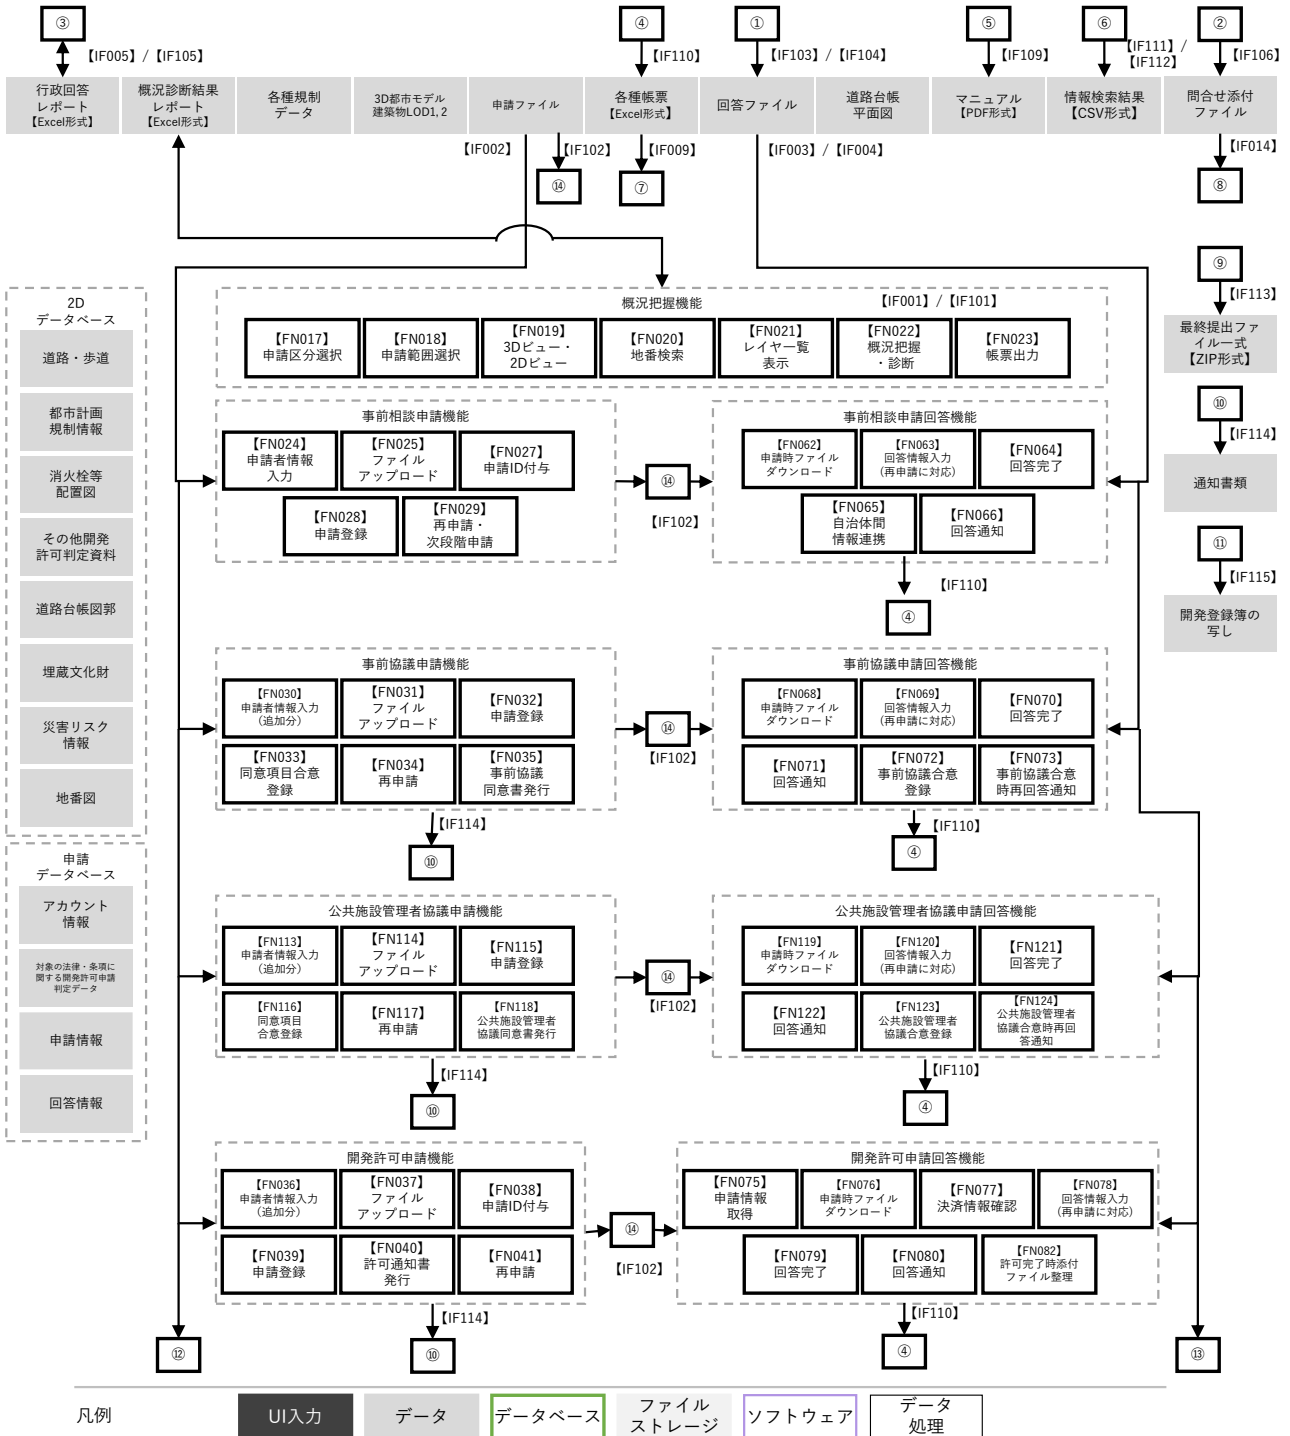 ③
④
①
⑤
⑥
②
【IF005】/【IF105】
【IF110】
【IF103】/【IF104】
【IF109】
【IF111】/
【IF112】
【IF106】
行政回答
レポート
【Excel形式】
概況診断結果
レポート
【Excel形式】
各種規制
データ
3D都市モデル
建築物LOD1, 2
申請ファイル
各種帳票
【Excel形式】
回答ファイル
道路台帳
平面図
マニュアル
【PDF形式】
情報検索結果
【CSV形式】
問合せ添付
ファイル
【IF002】
【IF102】
【IF009】
【IF003】/【IF004】
【IF014】
⑭
⑦
⑧
⑨
【IF113】
最終提出ファ
イル一式
【ZIP形式】
⑩
【IF114】
通知書類
⑪
【IF115】
開発登録簿の
写し
2D
データベース
道路・歩道
都市計画
規制情報
消火栓等
配置図
その他開発
許可判定資料
道路台帳図郭
埋蔵文化財
災害リスク
情報
地番図
申請
データベース
アカウント
情報
対象の法律・条項に
関する開発許可申請
判定データ
申請情報
回答情報
概況把握機能
【IF001】/【IF101】
【FN017】
申請区分選択
【FN018】
申請範囲選択
【FN019】
3Dビュー・
2Dビュー
【FN020】
地番検索
【FN021】
レイヤ一覧
表示
【FN022】
概況把握
・診断
【FN023】
帳票出力
事前相談申請機能
【FN024】
申請者情報
入力
【FN025】
ファイル
アップロード
【FN027】
申請ID付与
【FN028】
申請登録
【FN029】
再申請・
次段階申請
⑭
【IF102】
事前相談申請回答機能
【FN062】
申請時ファイル
ダウンロード
【FN063】
回答情報入力
(再申請に対応)
【FN064】
回答完了
【FN065】
自治体間
情報連携
【FN066】
回答通知
【IF110】
④
事前協議申請機能
【FN030】
申請者情報入力
（追加分）
【FN031】
ファイル
アップロード
【FN032】
申請登録
【FN033】
同意項目合意
登録
【FN034】
再申請
【FN035】
事前協議
同意書発行
【IF114】
⑩
⑭
【IF102】
事前協議申請回答機能
【FN068】
申請時ファイル
ダウンロード
【FN069】
回答情報入力
(再申請に対応)
【FN070】
回答完了
【FN071】
回答通知
【FN072】
事前協議合意
登録
【FN073】
事前協議合意
時再回答通知
【IF110】
④
公共施設管理者協議申請機能
【FN113】
申請者情報入力
（追加分）
【FN114】
ファイル
アップロード
【FN115】
申請登録
【FN116】
同意項目
合意登録
【FN117】
再申請
【FN118】
公共施設管理者
協議同意書発行
【IF114】
⑩
⑭
【IF102】
公共施設管理者協議申請回答機能
【FN119】
申請時ファイル
ダウンロード
【FN120】
回答情報入力
(再申請に対応)
【FN121】
回答完了
【FN122】
回答通知
【FN123】
公共施設管理者
協議合意登録
【FN124】
公共施設管理者
協議合意時再回
答通知
【IF110】
④
開発許可申請機能
【FN036】
申請者情報入力
（追加分）
【FN037】
ファイル
アップロード
【FN038】
申請ID付与
【FN039】
申請登録
【FN040】
許可通知書
発行
【FN041】
再申請
【IF114】
⑩
⑭
【IF102】
開発許可申請回答機能
【FN075】
申請情報
取得
【FN076】
申請時ファイル
ダウンロード
【FN077】
決済情報確認
【FN078】
回答情報入力
(再申請に対応)
【FN079】
回答完了
【FN080】
回答通知
【FN082】
許可完了時添付
ファイル整理
【IF110】
④
⑫
⑬
凡例
UI入力
データ
データベース
ファイル
ストレージ
ソフトウェア
データ
処理